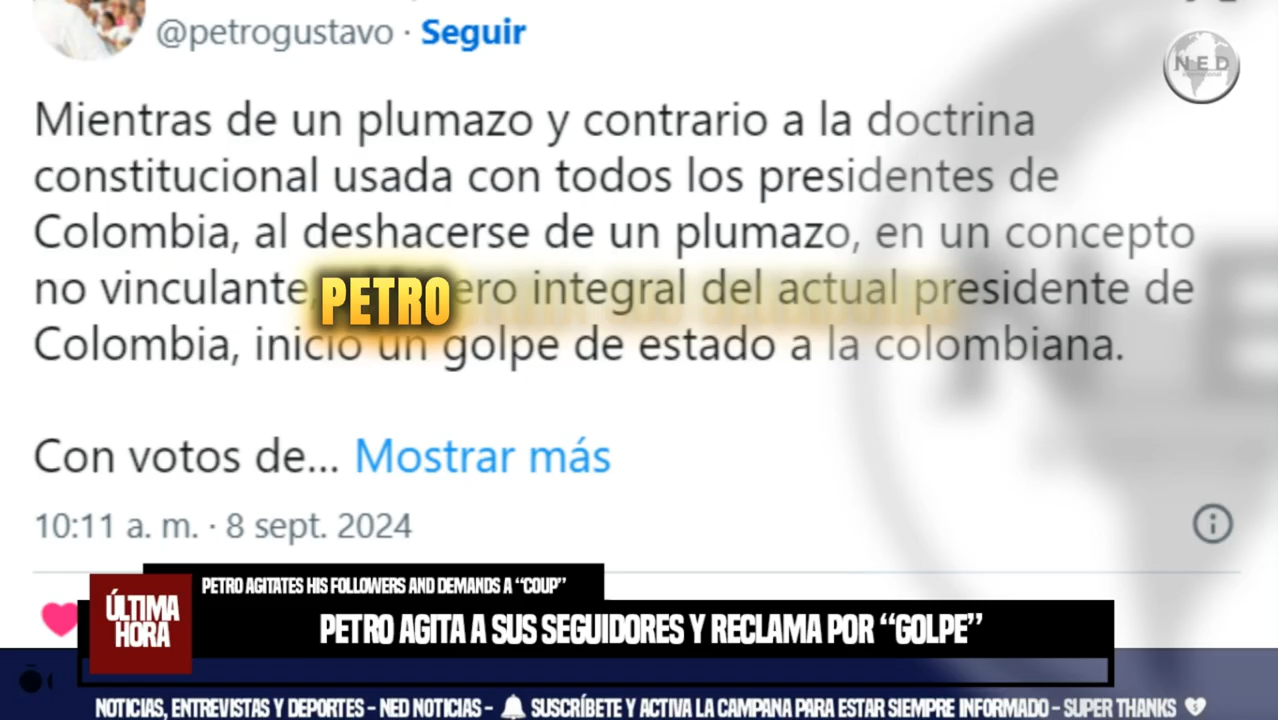 @petrogustavo · Seguir
NED
international
Mientras de un plumazo y contrario a la doctrina
constitucional usada con todos los presidentes de
Colombia, al deshacerse de un plumazo, en un concepto
no vinculante, PETRO integral del actual presidente de
Colombia, inició un golpe de estado a la colombiana.
Con votos de... Mostrar más
10:11 a. m. · 8 sept. 2024
PETRO AGITATES HIS FOLLOWERS AND DEMANDS A “COUP”
ÚLTIMA
HORA
PETRO AGITA A SUS SEGUIDORES Y RECLAMA POR “GOLPE”
NOTICIAS, ENTREVISTAS Y DEPORTES – NED NOTICIAS – SUSCRÍBETE Y ACTIVA LA CAMPANA PARA ESTAR SIEMPRE INFORMADO – SUPER THANKS